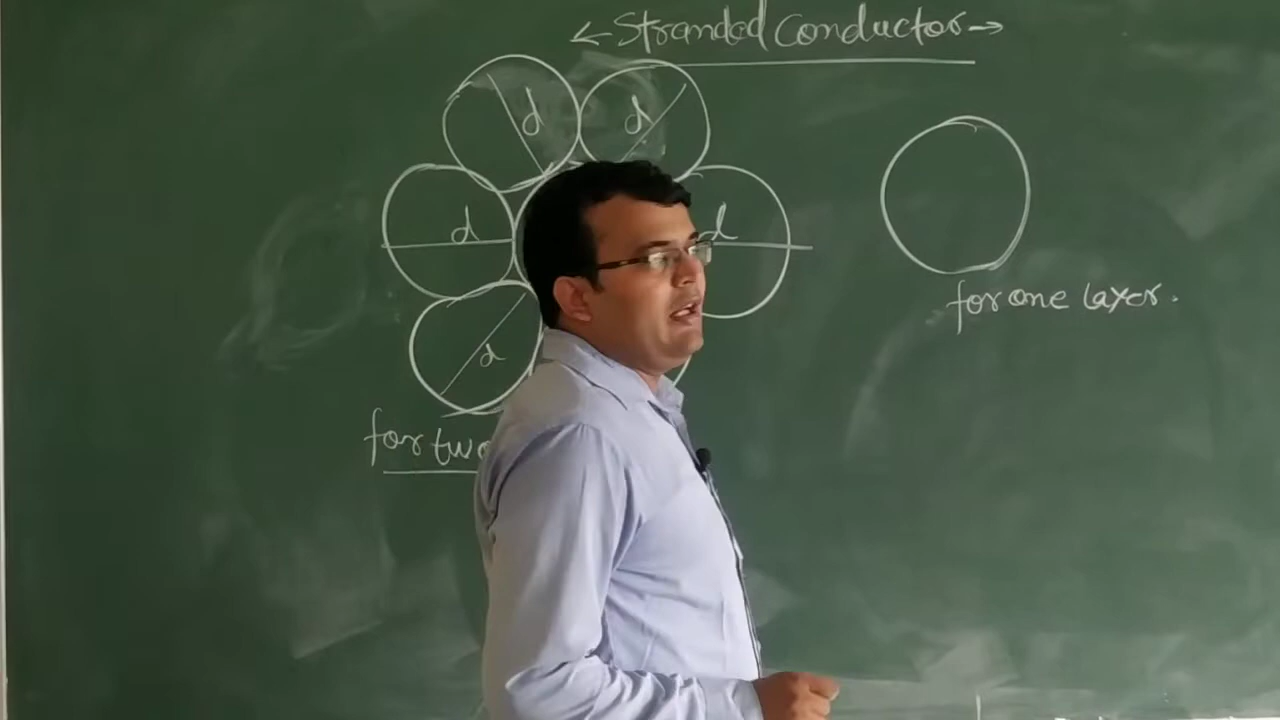 ← Stranded Conductor →
d d
d d
d
for one Layer.
for two